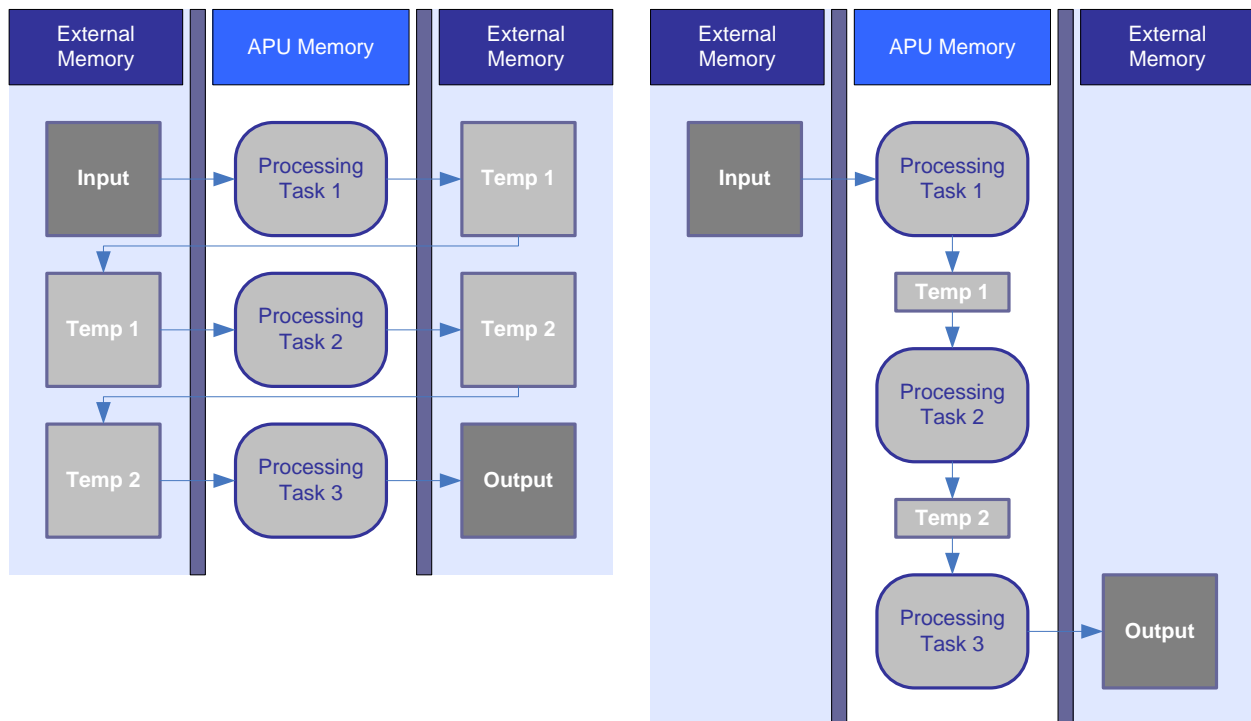 External
Memory
APU Memory
External
Memory
Input
Processing
Task 1
Temp 1
Temp 1
Processing
Task 2
Temp 2
Temp 2
Processing
Task 3
Output
External
Memory
APU Memory
External
Memory
Input
Processing
Task 1
Temp 1
Processing
Task 2
Temp 2
Processing
Task 3
Output